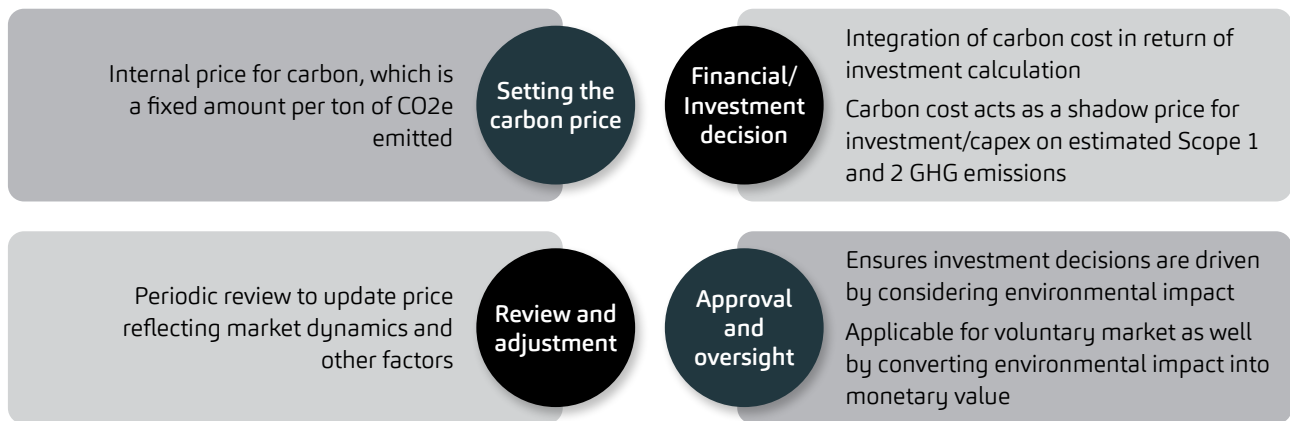 Internal price for carbon, which is
a fixed amount per ton of CO2e
emitted
Setting the
carbon price
Financial/
Investment
decision
Integration of carbon cost in return of
investment calculation
Carbon cost acts as a shadow price for
investment/capex on estimated Scope 1
and 2 GHG emissions
Periodic review to update price
reflecting market dynamics and
other factors
Review and
adjustment
Approval
and
oversight
Ensures investment decisions are driven
by considering environmental impact
Applicable for voluntary market as well
by converting environmental impact into
monetary value